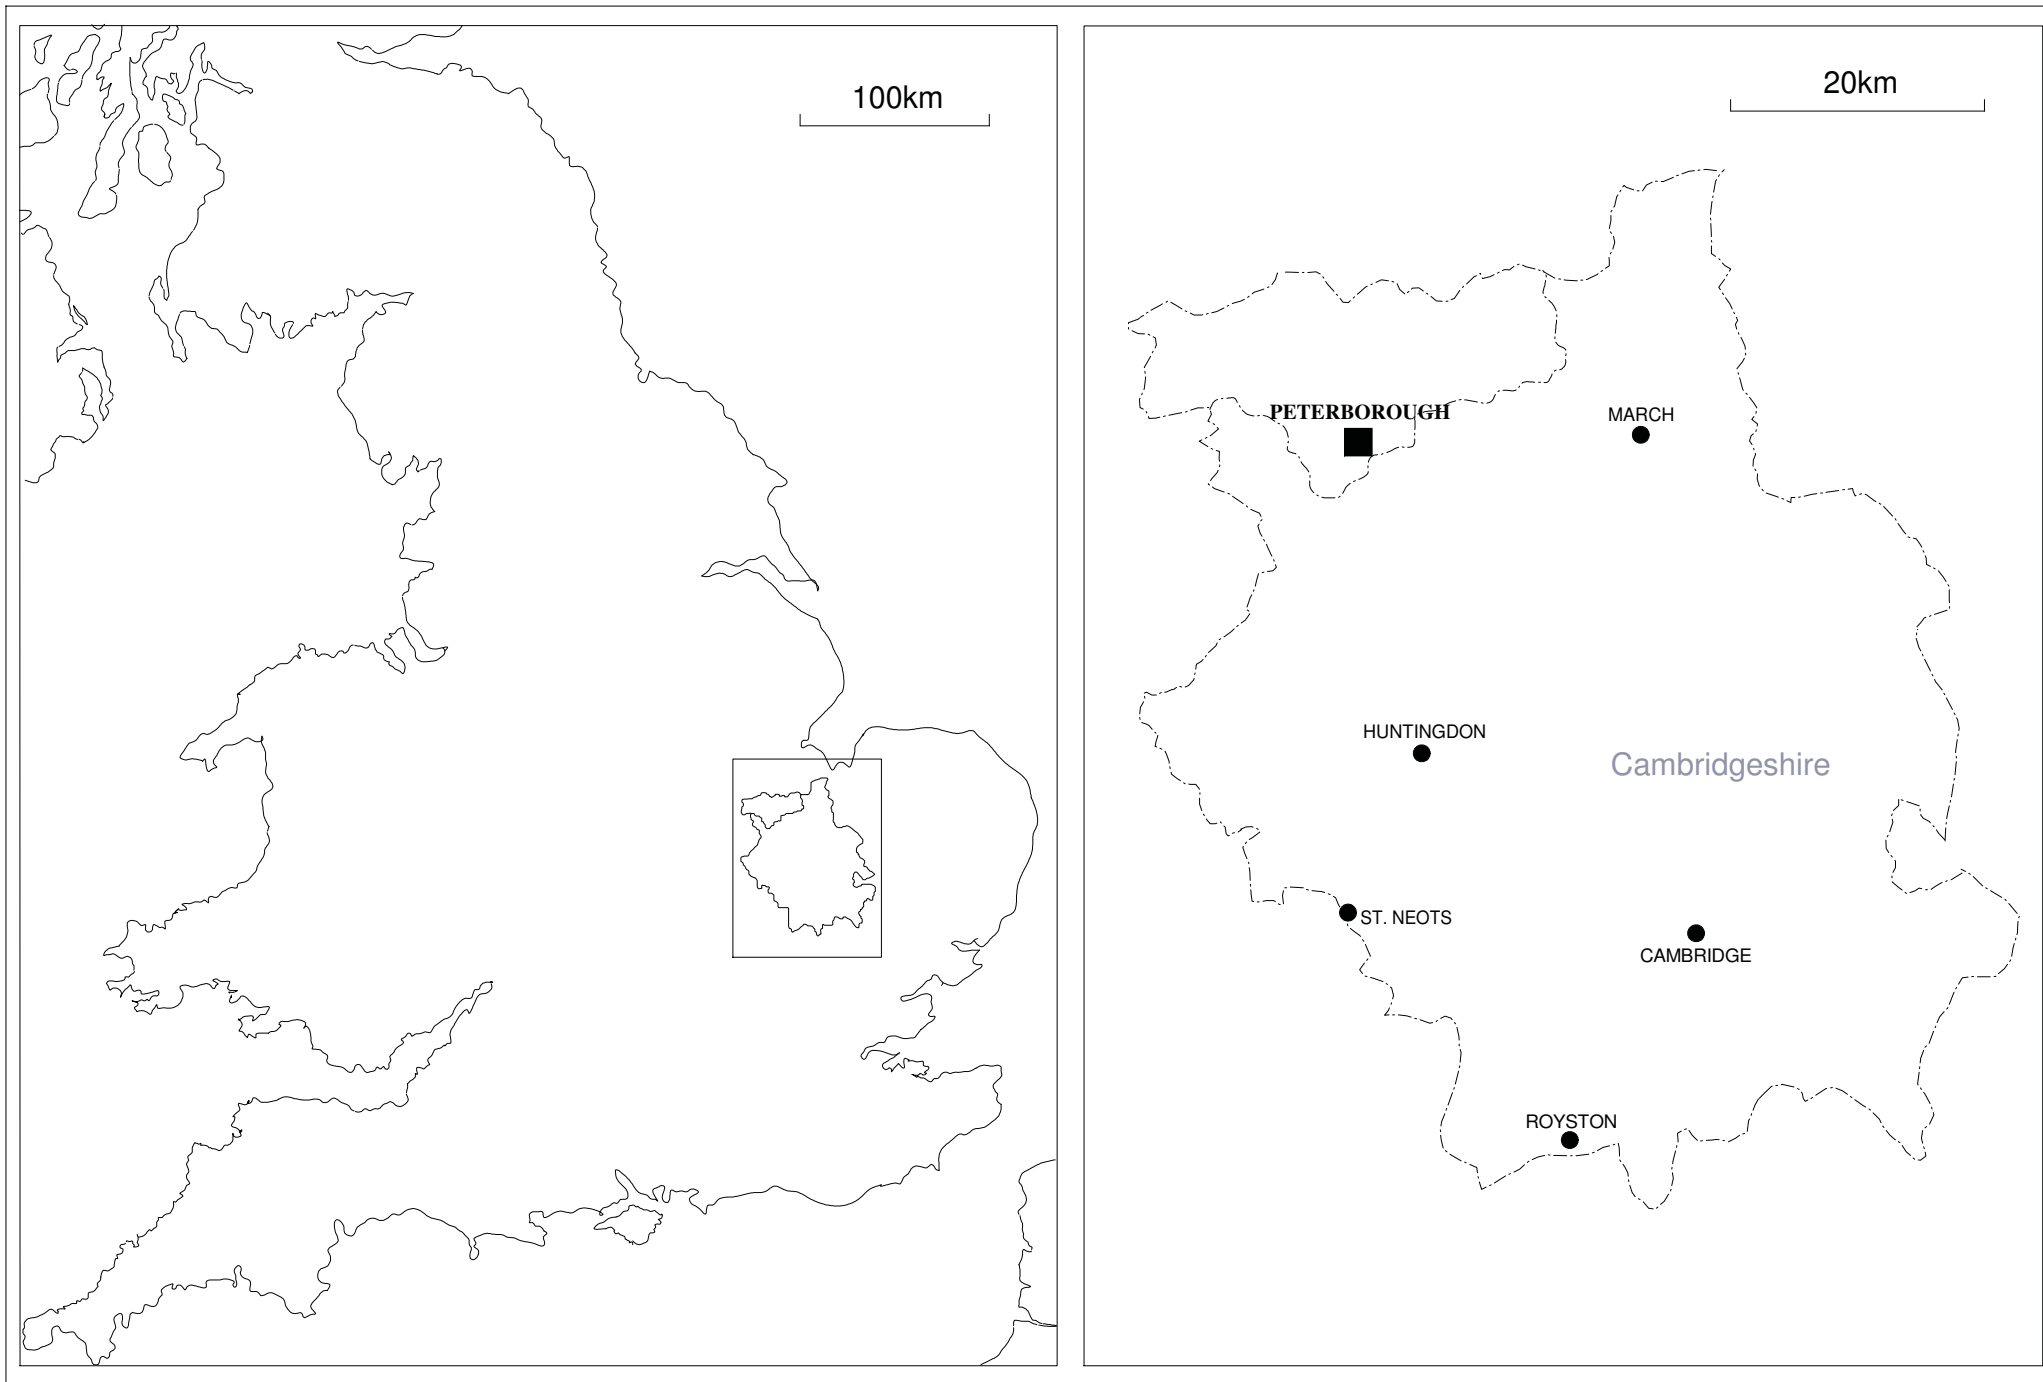 100km
20km
PETERBOROUGH
MARCH
HUNTINGDON
Cambridgeshire
ST. NEOTS
CAMBRIDGE
ROYSTON